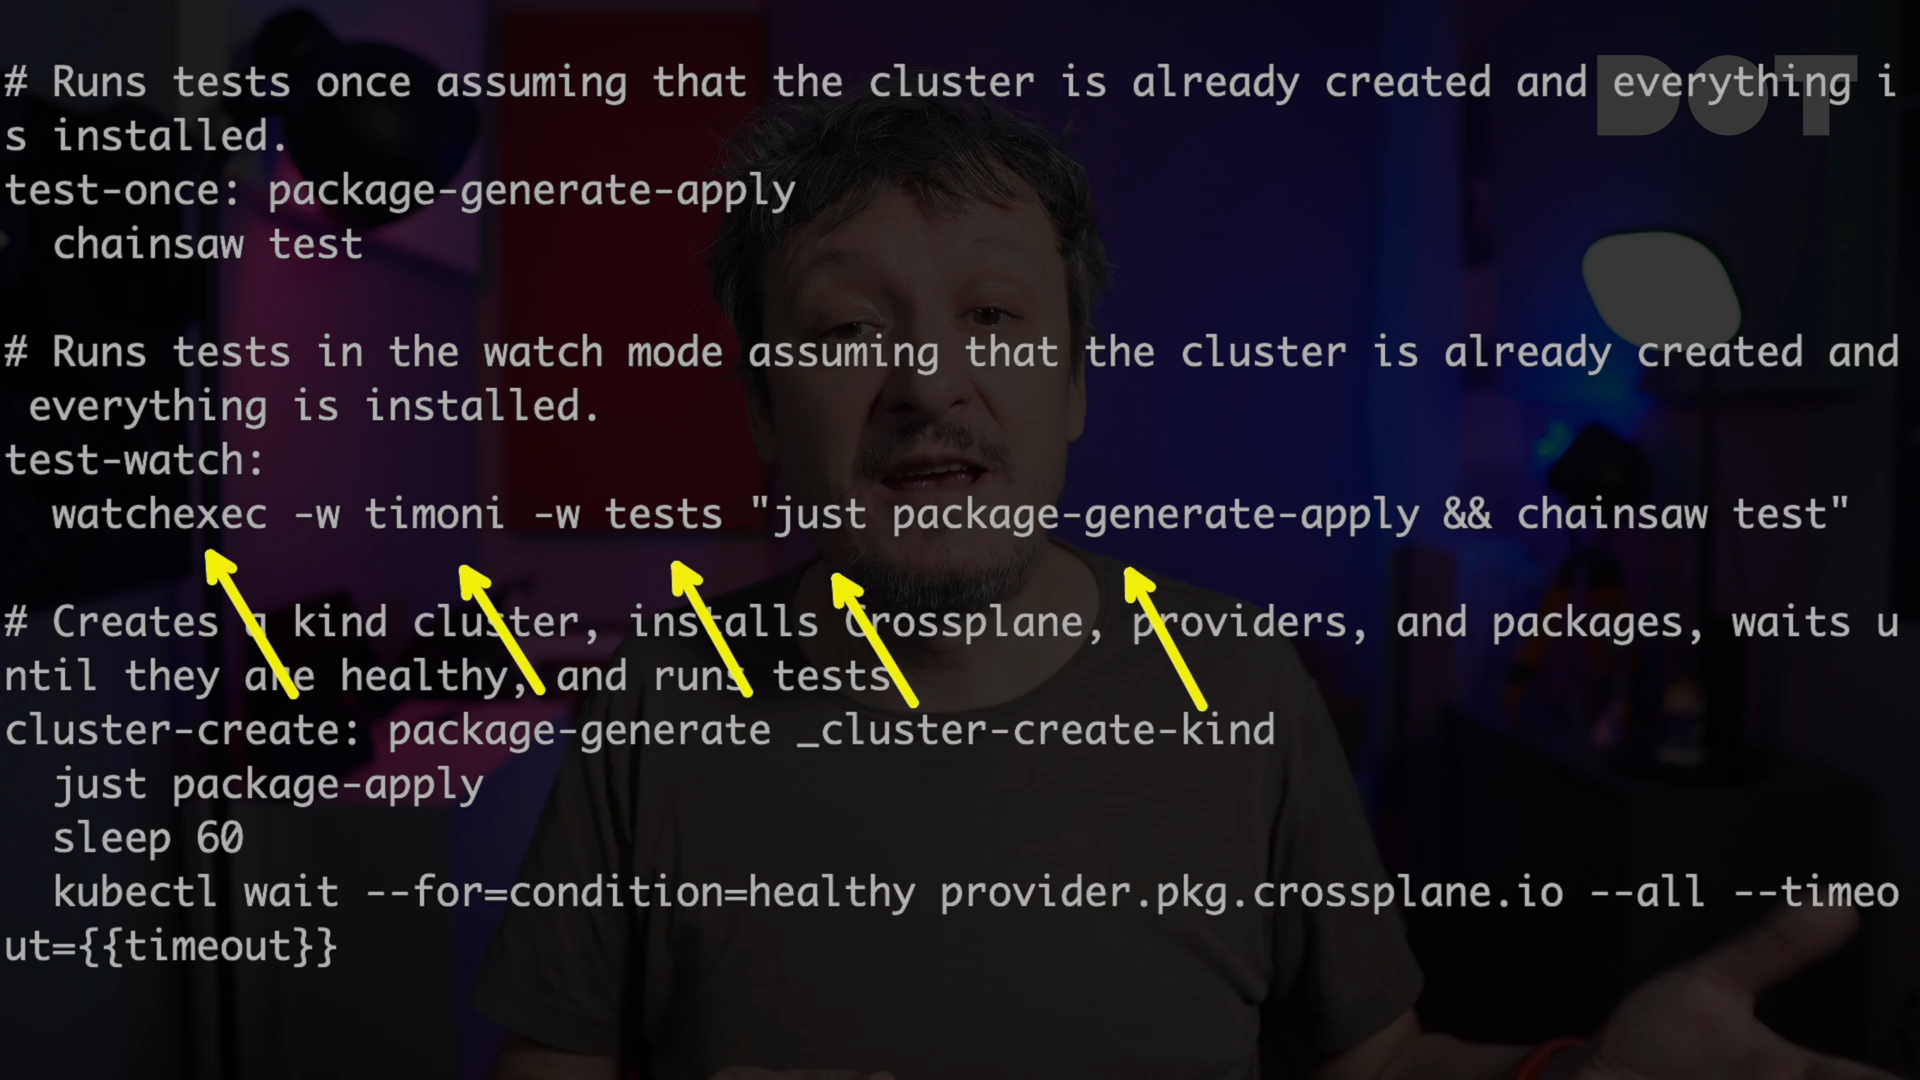 DOT
# Runs tests once assuming that the cluster is already created and everything i
s installed.
test-once: package-generate-apply
  chainsaw test
# Runs tests in the watch mode assuming that the cluster is already created and
 everything is installed.
test-watch:
  watchexec -w timoni -w tests "just package-generate-apply && chainsaw test"
# Creates a kind cluster, installs Crossplane, providers, and packages, waits u
ntil they are healthy, and runs tests
cluster-create: package-generate _cluster-create-kind
  just package-apply
  sleep 60
  kubectl wait --for=condition=healthy provider.pkg.crossplane.io --all --timeo
ut={{timeout}}